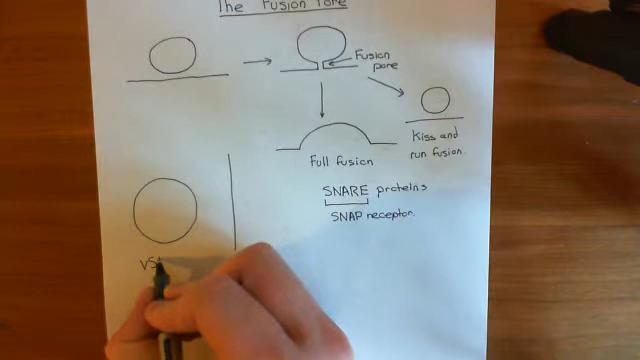 The Fusion Pore
Fusion
pore
Kiss and
run fusion.
Full fusion
SNARE proteins
SNAP receptor.